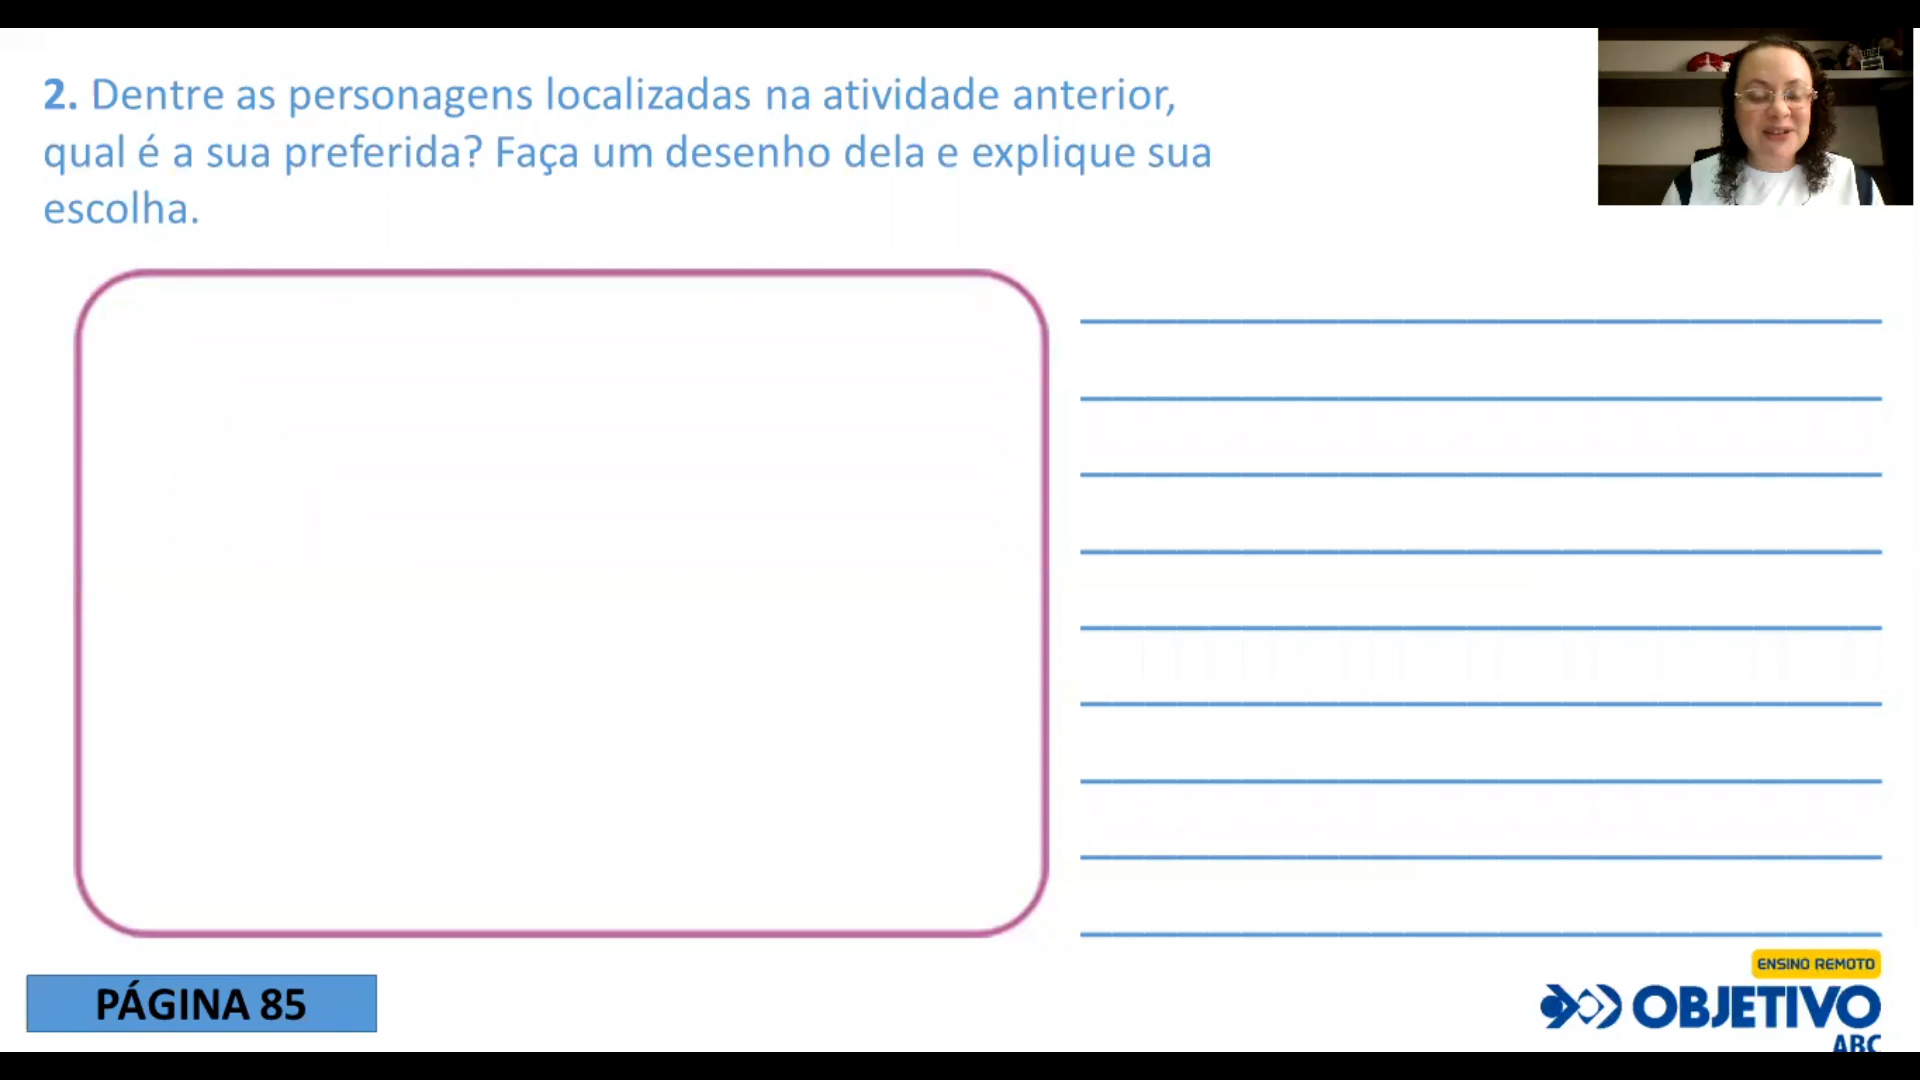 2. Dentre as personagens localizadas na atividade anterior,
qual é a sua preferida? Faça um desenho dela e explique sua
escolha.
PÁGINA 85
ENSINO REMOTO
OBJETIVO
ABC